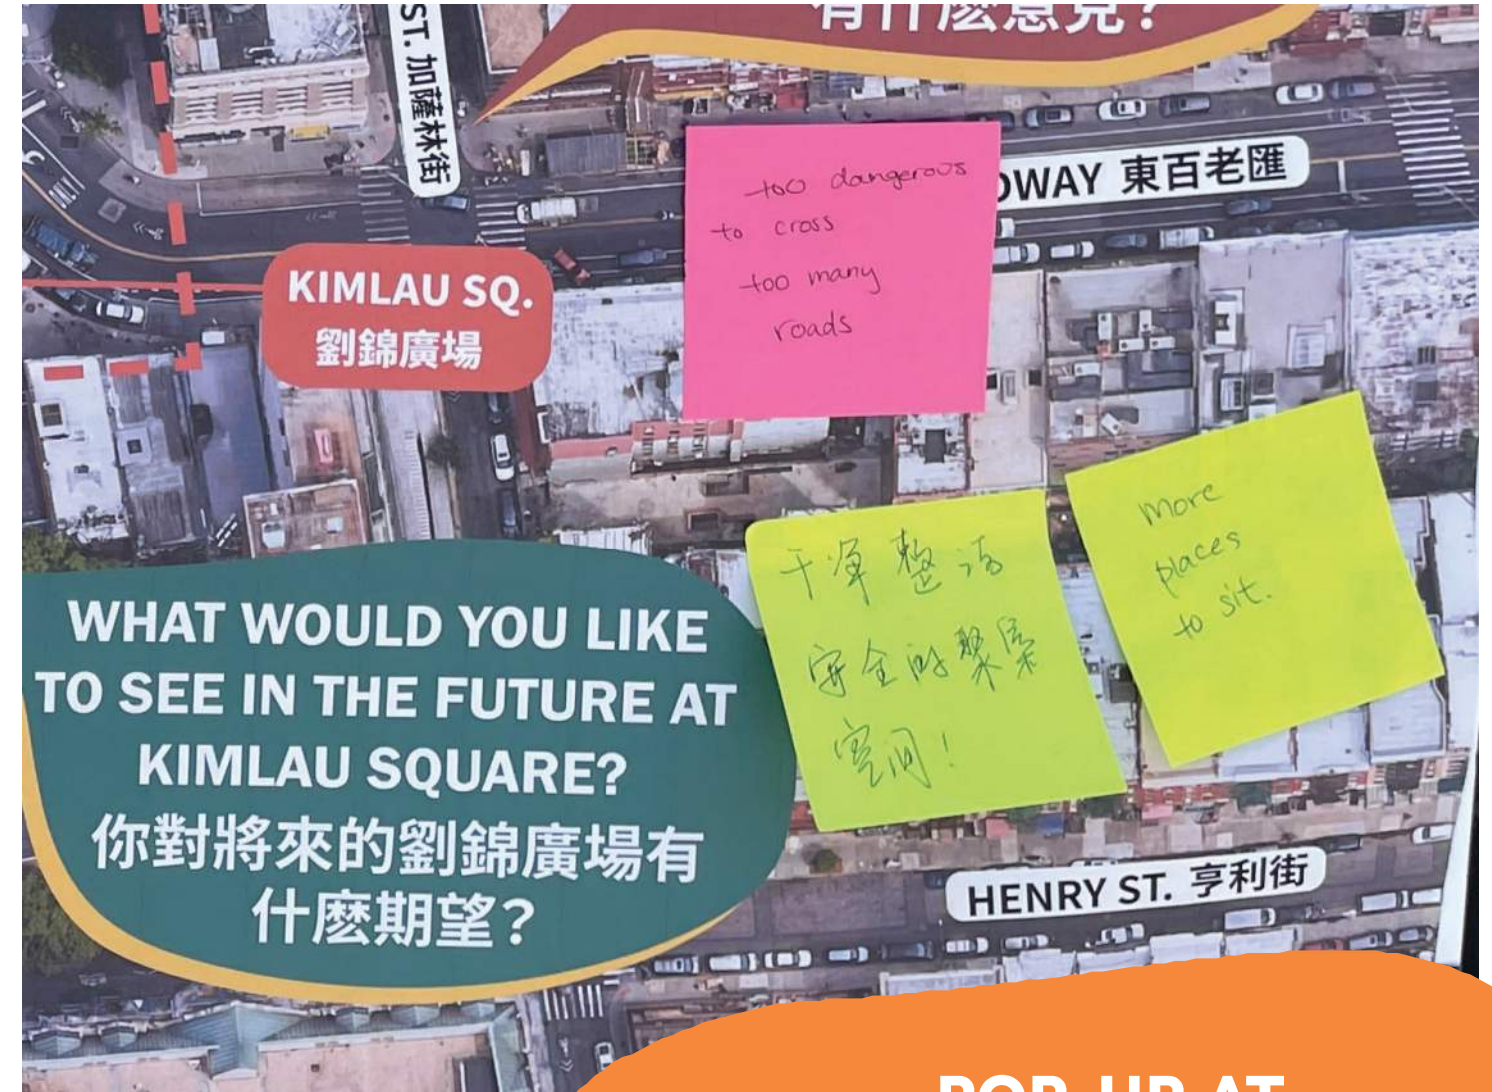 有什麽意見?
ST. 加薩林街
too dangerous
to cross
too many
roads
DWAY 東百老匯
KIMLAU SQ.
劉錦廣場
More
places
to sit.
干净整洁
安全的聚集
空间!
WHAT WOULD YOU LIKE
TO SEE IN THE FUTURE AT
KIMLAU SQUARE?
你對將來的劉錦廣場有
什麽期望?
HENRY ST. 亨利街
POP-UP AT